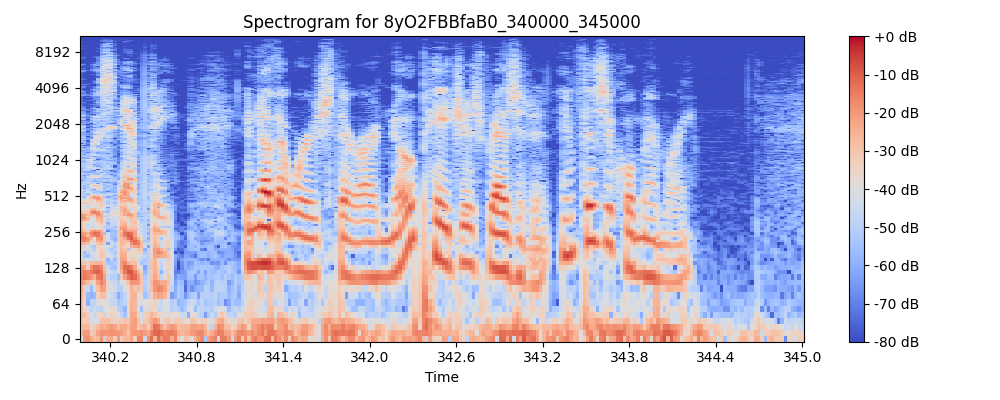 Spectrogram for 8yO2FBBfaB0_340000_345000
Hz
8192
4096
2048
1024
512
256
128
64
0
340.2 340.8 341.4 342.0 342.6 343.2 343.8 344.4 345.0
Time
+0 dB
-10 dB
-20 dB
-30 dB
-40 dB
-50 dB
-60 dB
-70 dB
-80 dB